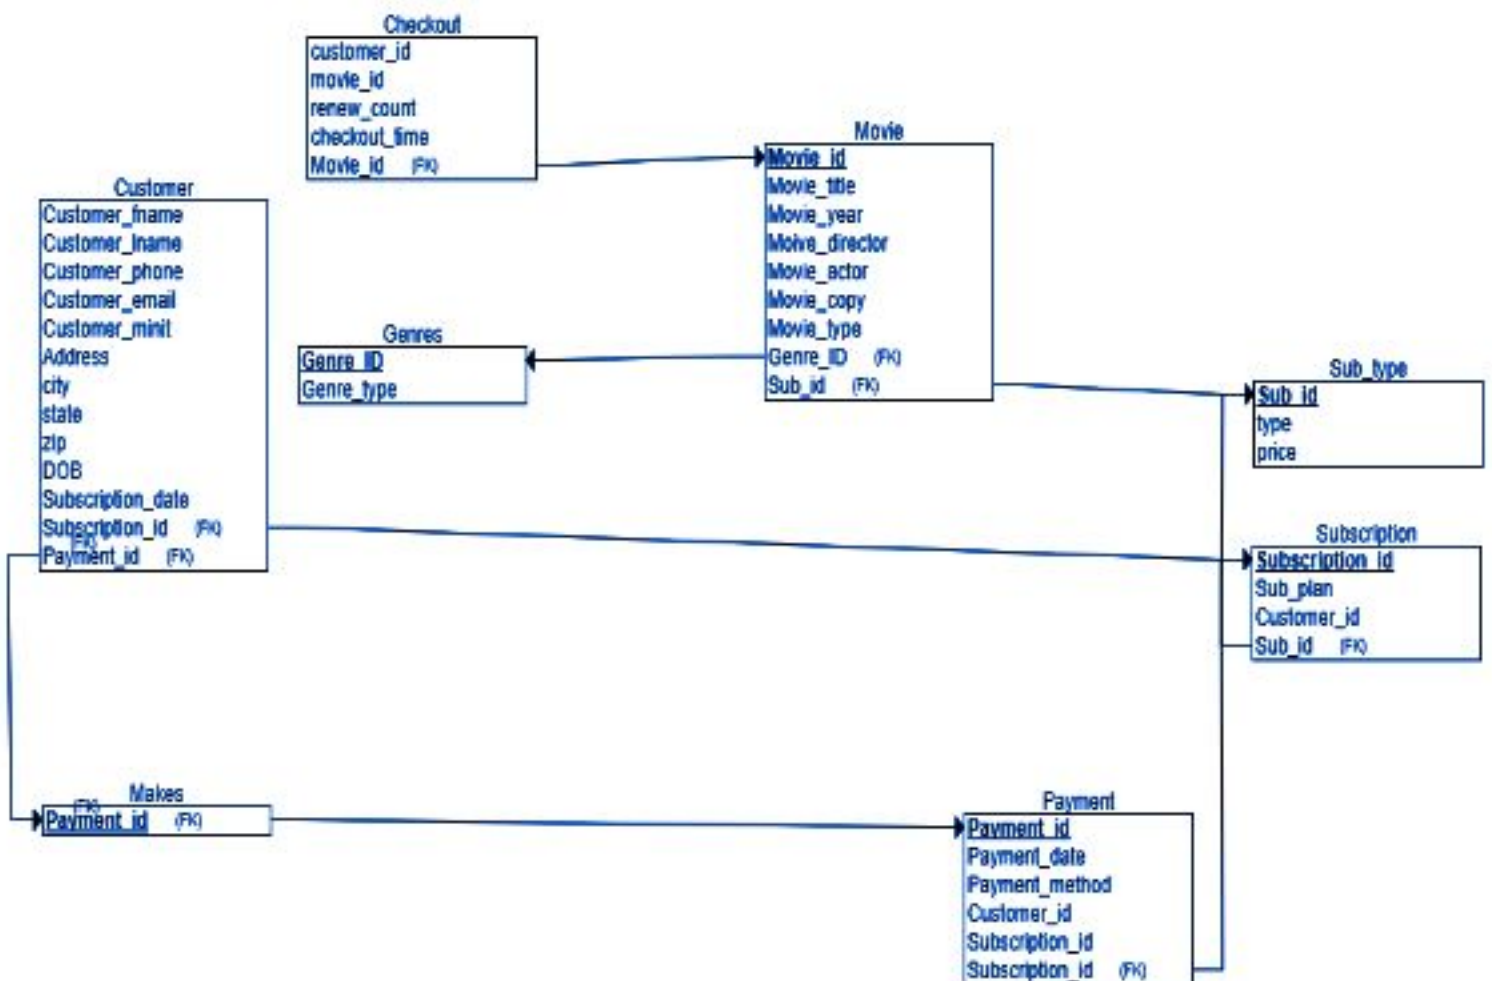 Checkout
customer_id
movie_id
renew_count
checkout_time
Movie_id (FK)
Movie
Movie_id
Movie_title
Movie_year
Moive_director
Movie_actor
Movie_copy
Movie_type
Genre_ID (FK)
Sub_id (FK)
Customer
Customer_fname
Customer_lname
Customer_phone
Customer_email
Customer_minit
Address
city
state
zip
DOB
Subscription_date
Subscription_id (FK)
(FK)
Payment_id (FK)
Genres
Genre_ID
Genre_type
Sub_type
Sub_id
type
price
Subscription
Subscription_id
Sub_plan
Customer_id
Sub_id (FK)
Makes
(FK)
Payment_id (FK)
Payment
Payment_id
Payment_date
Payment_method
Customer_id
Subscription_id
Subscription_id (FK)